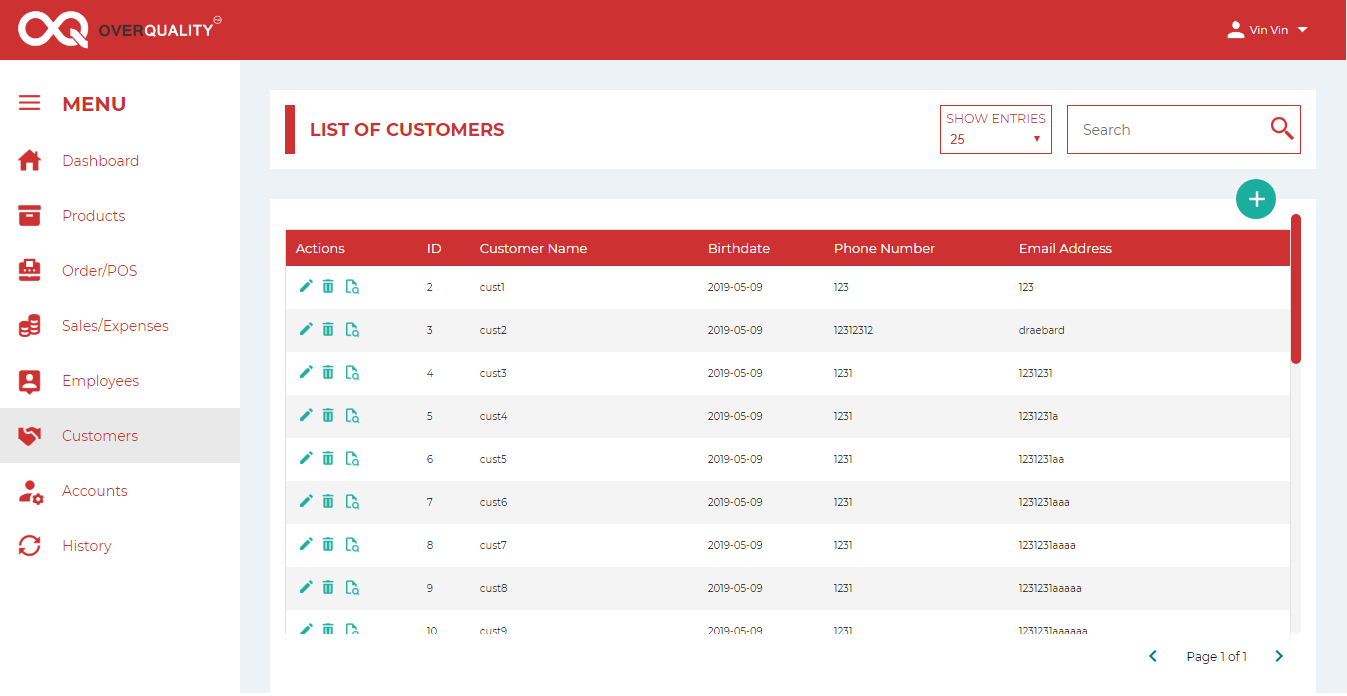 OVERQUALITY
Vin Vin
MENU
Dashboard
Products
Order/POS
Sales/Expenses
Employees
Customers
Accounts
History
LIST OF CUSTOMERS
SHOW ENTRIES
25
Search
Actions ID Customer Name Birthdate Phone Number Email Address
2 cust1 2019-05-09 123 123
3 cust2 2019-05-09 12312312 draebard
4 cust3 2019-05-09 1231 1231231
5 cust4 2019-05-09 1231 1231231a
6 cust5 2019-05-09 1231 1231231aa
7 cust6 2019-05-09 1231 1231231aaa
8 cust7 2019-05-09 1231 1231231aaaa
9 cust8 2019-05-09 1231 1231231aaaaa
10 cust9 2019-05-09 1231 1231231aaaaaa
Page 1 of 1